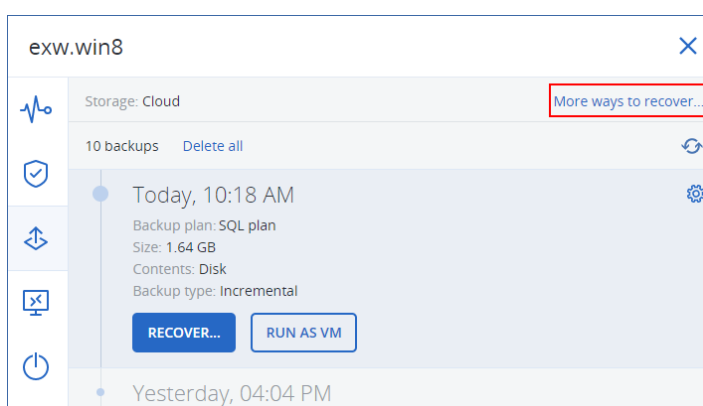 exw.win8
Storage: Cloud More ways to recover...
10 backups Delete all
Today, 10:18 AM
Backup plan: SQL plan
Size: 1.64 GB
Contents: Disk
Backup type: Incremental
RECOVER... RUN AS VM
Yesterday, 04:04 PM